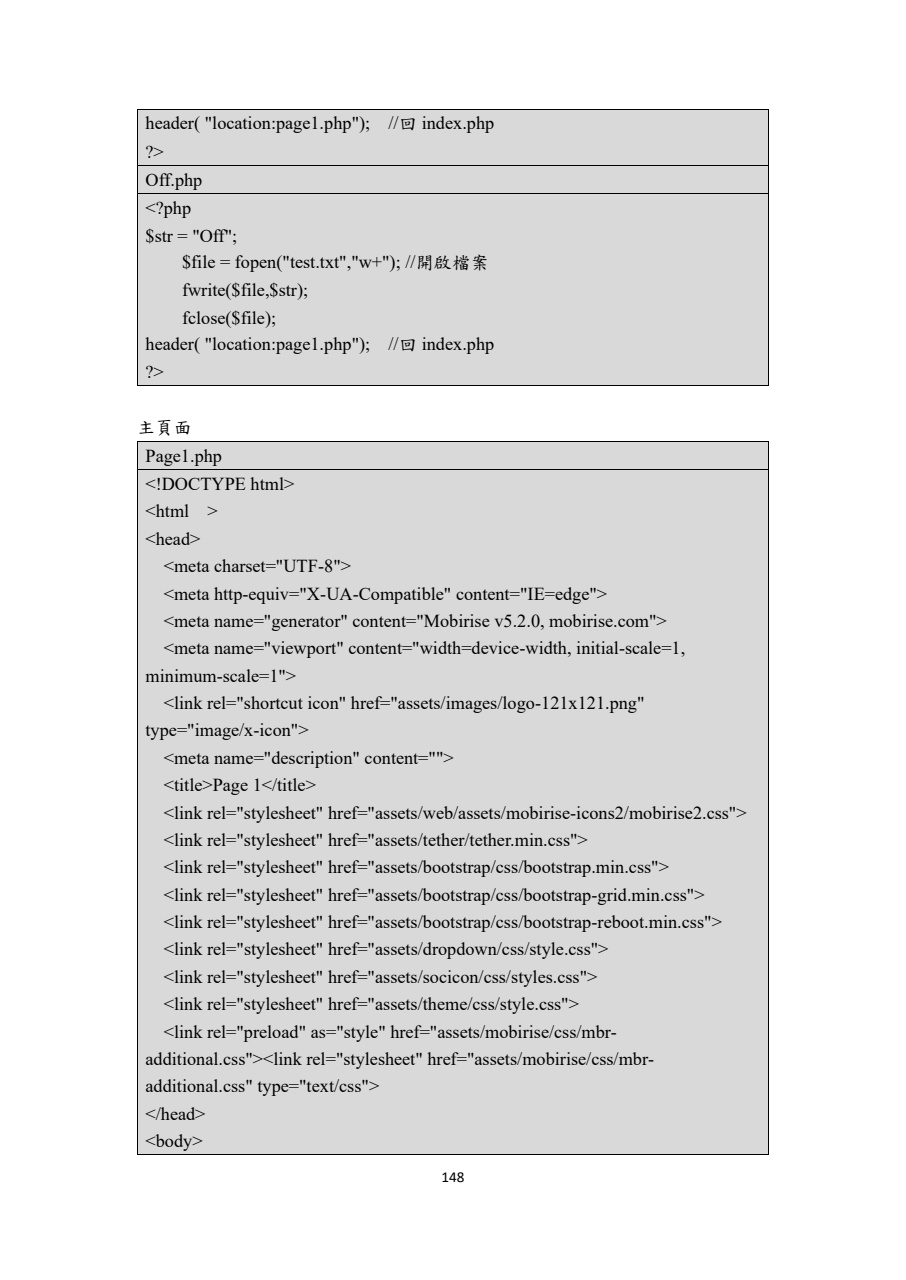 header( "location:page1.php");    //回 index.php
?>
Off.php
<?php
$str = "Off";
        $file = fopen("test.txt","w+"); //開啟檔案
        fwrite($file,$str);
        fclose($file);
header( "location:page1.php");    //回 index.php
?>
主頁面
Page1.php
<!DOCTYPE html>
<html    >
<head>
    <meta charset="UTF-8">
    <meta http-equiv="X-UA-Compatible" content="IE=edge">
    <meta name="generator" content="Mobirise v5.2.0, mobirise.com">
    <meta name="viewport" content="width=device-width, initial-scale=1,
minimum-scale=1">
    <link rel="shortcut icon" href="assets/images/logo-121x121.png"
type="image/x-icon">
    <meta name="description" content="">
    <title>Page 1</title>
    <link rel="stylesheet" href="assets/web/assets/mobirise-icons2/mobirise2.css">
    <link rel="stylesheet" href="assets/tether/tether.min.css">
    <link rel="stylesheet" href="assets/bootstrap/css/bootstrap.min.css">
    <link rel="stylesheet" href="assets/bootstrap/css/bootstrap-grid.min.css">
    <link rel="stylesheet" href="assets/bootstrap/css/bootstrap-reboot.min.css">
    <link rel="stylesheet" href="assets/dropdown/css/style.css">
    <link rel="stylesheet" href="assets/socicon/css/styles.css">
    <link rel="stylesheet" href="assets/theme/css/style.css">
    <link rel="preload" as="style" href="assets/mobirise/css/mbr-
additional.css"><link rel="stylesheet" href="assets/mobirise/css/mbr-
additional.css" type="text/css">
</head>
<body>
148